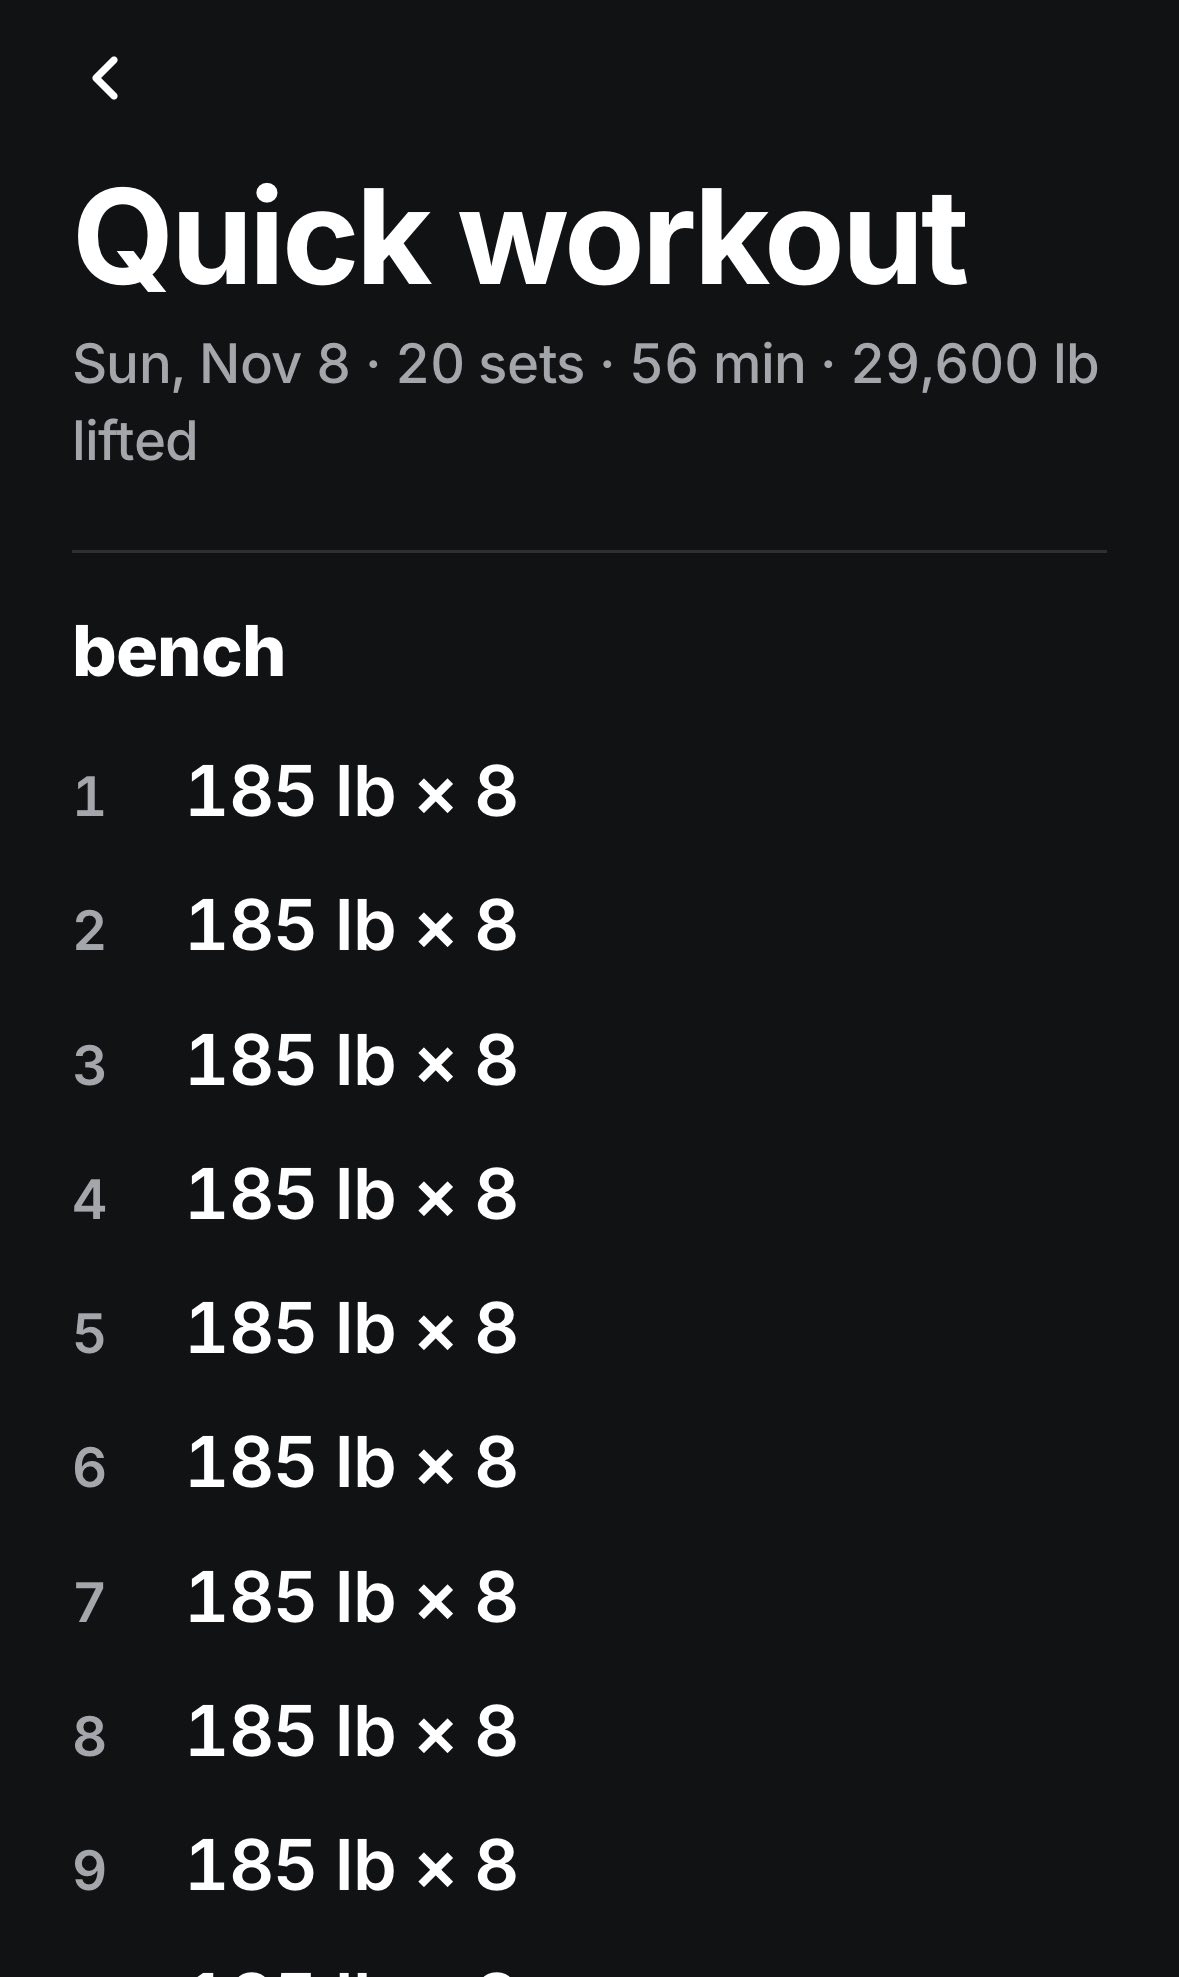 Quick workout
Sun, Nov 8 · 20 sets · 56 min · 29,600 lb
lifted
bench
1 185 lb × 8
2 185 lb × 8
3 185 lb × 8
4 185 lb × 8
5 185 lb × 8
6 185 lb × 8
7 185 lb × 8
8 185 lb × 8
9 185 lb × 8